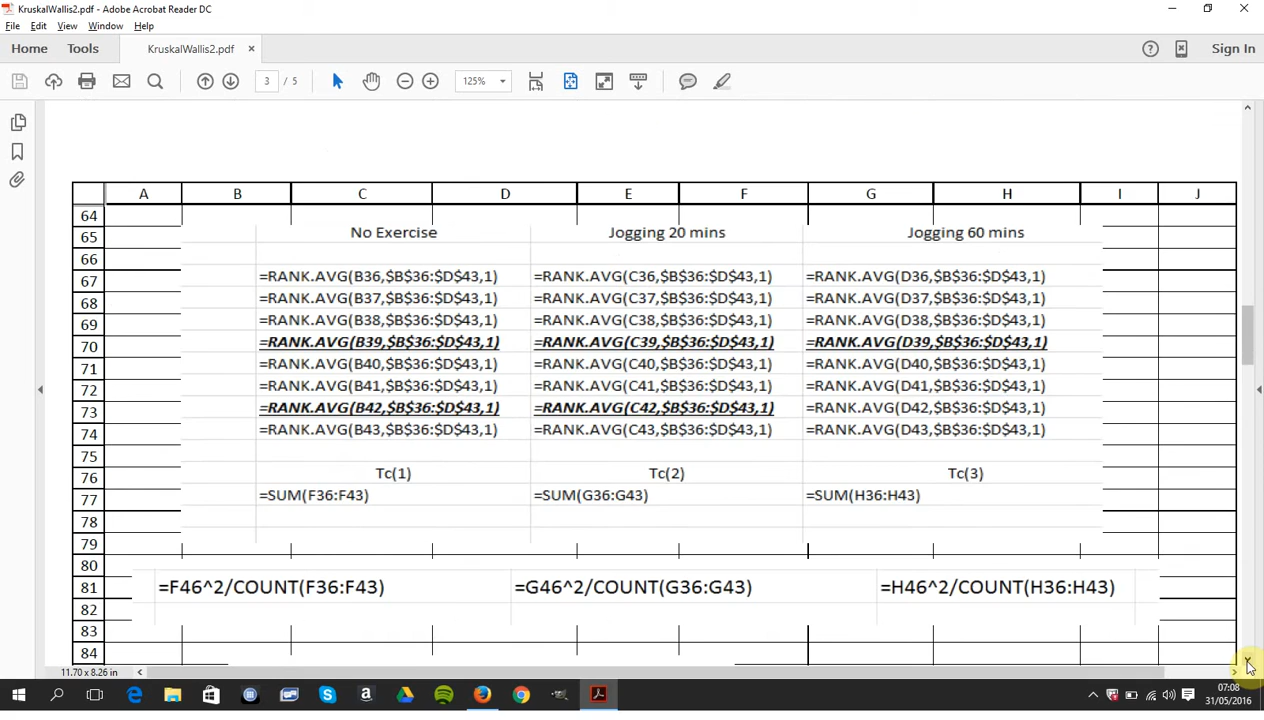 KruskalWallis2.pdf - Adobe Acrobat Reader DC
File Edit View Window Help
Home Tools KruskalWallis2.pdf × Sign In
3 / 5 125%
A B C D E F G H I J
64
65 No Exercise Jogging 20 mins Jogging 60 mins
66
67 =RANK.AVG(B36,$B$36:$D$43,1) =RANK.AVG(C36,$B$36:$D$43,1) =RANK.AVG(D36,$B$36:$D$43,1)
68 =RANK.AVG(B37,$B$36:$D$43,1) =RANK.AVG(C37,$B$36:$D$43,1) =RANK.AVG(D37,$B$36:$D$43,1)
69 =RANK.AVG(B38,$B$36:$D$43,1) =RANK.AVG(C38,$B$36:$D$43,1) =RANK.AVG(D38,$B$36:$D$43,1)
70 =RANK.AVG(B39,$B$36:$D$43,1) =RANK.AVG(C39,$B$36:$D$43,1) =RANK.AVG(D39,$B$36:$D$43,1)
71 =RANK.AVG(B40,$B$36:$D$43,1) =RANK.AVG(C40,$B$36:$D$43,1) =RANK.AVG(D40,$B$36:$D$43,1)
72 =RANK.AVG(B41,$B$36:$D$43,1) =RANK.AVG(C41,$B$36:$D$43,1) =RANK.AVG(D41,$B$36:$D$43,1)
73 =RANK.AVG(B42,$B$36:$D$43,1) =RANK.AVG(C42,$B$36:$D$43,1) =RANK.AVG(D42,$B$36:$D$43,1)
74 =RANK.AVG(B43,$B$36:$D$43,1) =RANK.AVG(C43,$B$36:$D$43,1) =RANK.AVG(D43,$B$36:$D$43,1)
75
76 Tc(1) Tc(2) Tc(3)
77 =SUM(F36:F43) =SUM(G36:G43) =SUM(H36:H43)
78
79
80
81 =F46^2/COUNT(F36:F43) =G46^2/COUNT(G36:G43) =H46^2/COUNT(H36:H43)
82
83
84
11.70 x 8.26 in
07:08
31/05/2016